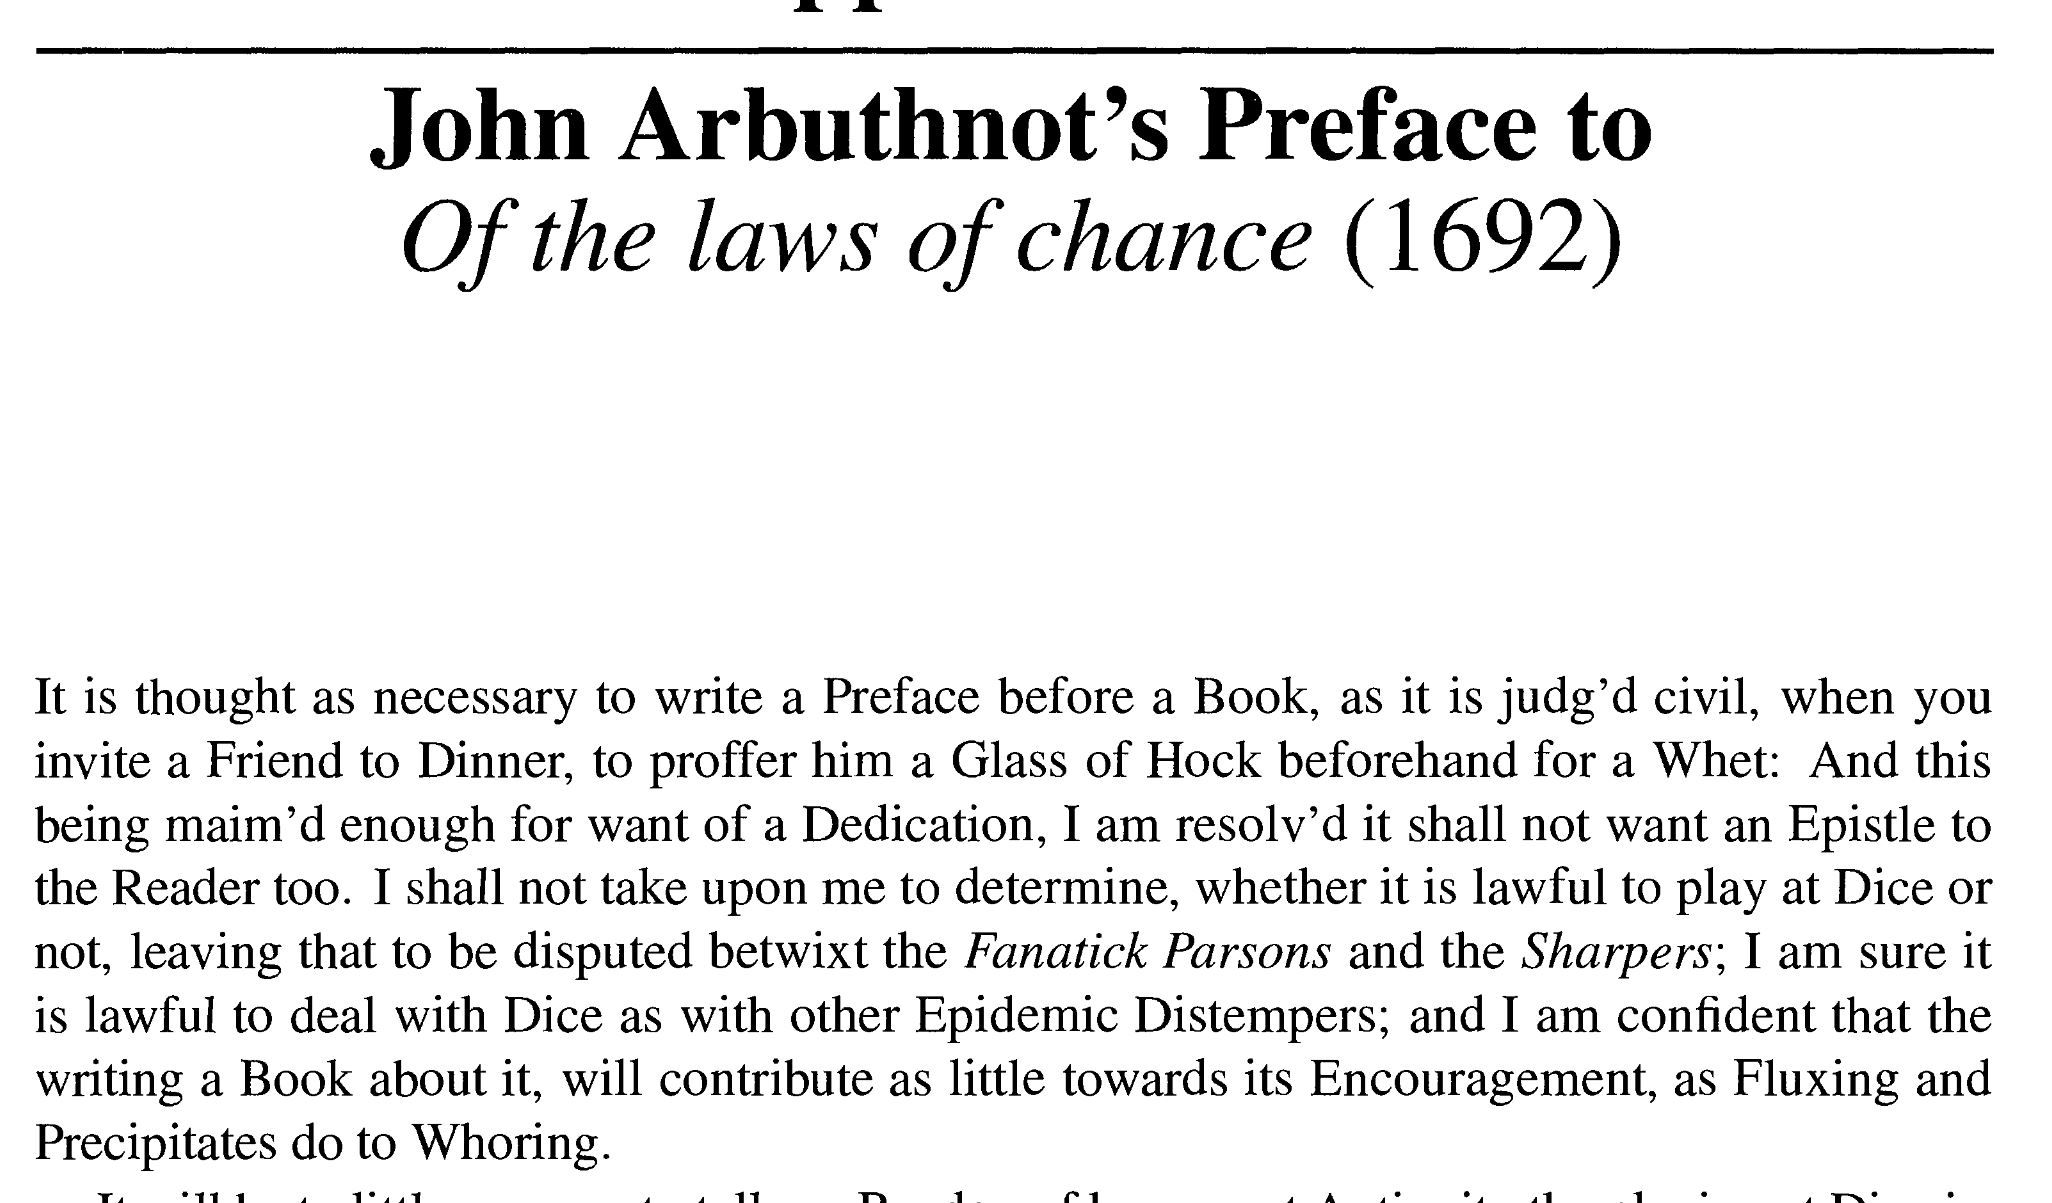 John Arbuthnot’s Preface to
Of the laws of chance (1692)
It is thought as necessary to write a Preface before a Book, as it is judg’d civil, when you
invite a Friend to Dinner, to proffer him a Glass of Hock beforehand for a Whet: And this
being maim’d enough for want of a Dedication, I am resolv’d it shall not want an Epistle to
the Reader too. I shall not take upon me to determine, whether it is lawful to play at Dice or
not, leaving that to be disputed betwixt the Fanatick Parsons and the Sharpers; I am sure it
is lawful to deal with Dice as with other Epidemic Distempers; and I am confident that the
writing a Book about it, will contribute as little towards its Encouragement, as Fluxing and
Precipitates do to Whoring.